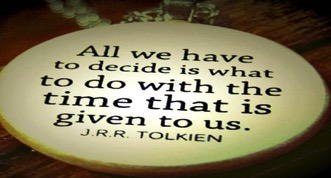 All we have
to decide is what
to do with the
time that is
given to us.
J.R.R. TOLKIEN